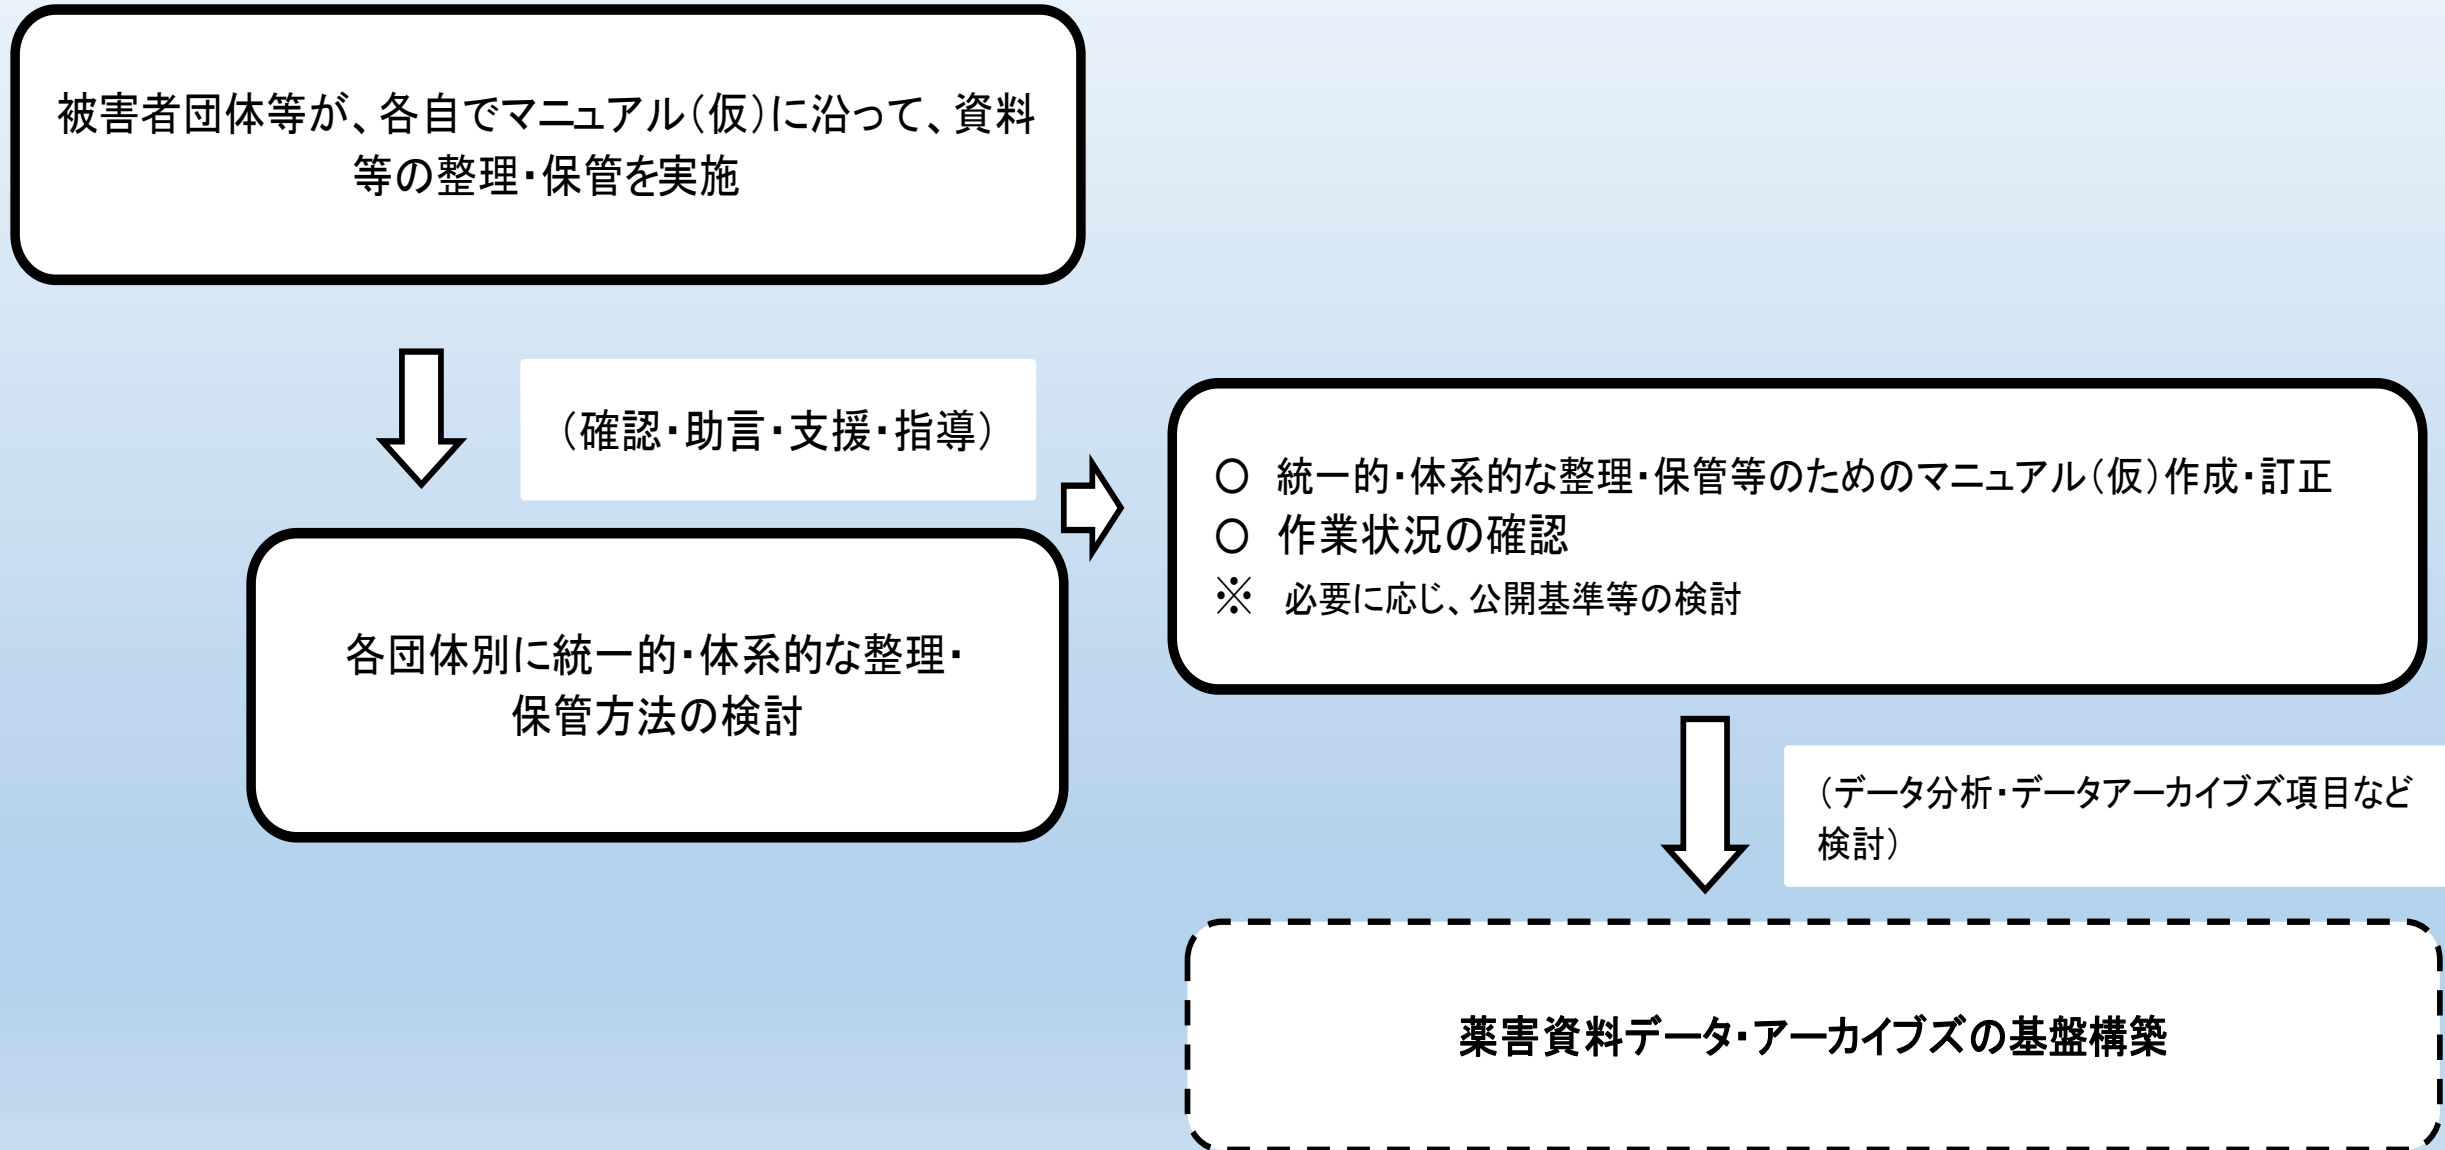 被害者団体等が、各自でマニュアル(仮)に沿って、資料
等の整理・保管を実施
(確認・助言・支援・指導)
各団体別に統一的・体系的な整理・
保管方法の検討
○ 統一的・体系的な整理・保管等のためのマニュアル(仮)作成・訂正
○ 作業状況の確認
※ 必要に応じ、公開基準等の検討
(データ分析・データアーカイブズ項目など
検討)
薬害資料データ・アーカイブズの基盤構築